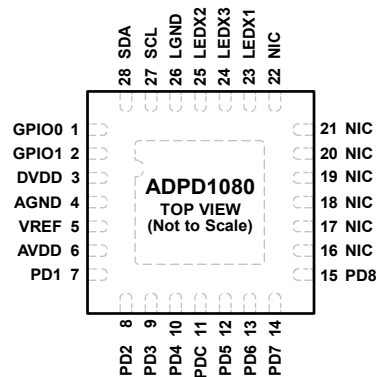 28 SDA
27 SCL
26 LGND
25 LEDX2
24 LEDX3
23 LEDX1
22 NIC
GPIO0 1
GPIO1 2
DVDD 3
AGND 4
VREF 5
AVDD 6
PD1 7
ADPD1080
TOP VIEW
(Not to Scale)
21 NIC
20 NIC
19 NIC
18 NIC
17 NIC
16 NIC
15 PD8
PD2 8
PD3 9
PD4 10
PDC 11
PD5 12
PD6 13
PD7 14